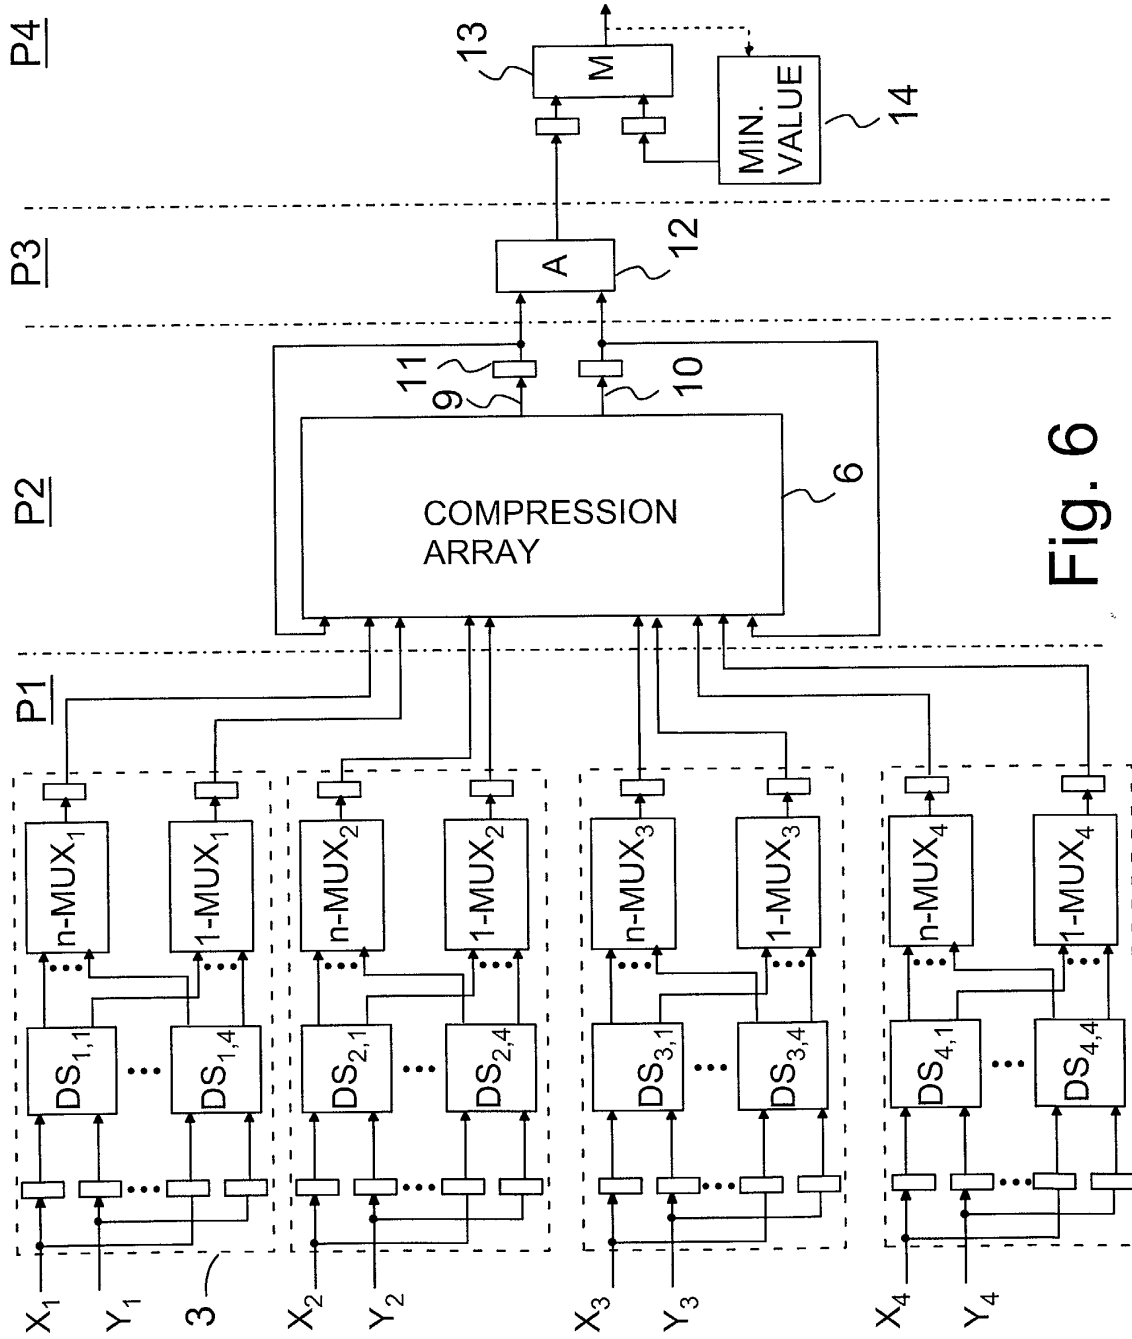 P1
P2
P3
P4
X₁
Y₁
3
DS₁,₁
DS₁,₄
n-MUX₁
1-MUX₁
X₂
Y₂
DS₂,₁
DS₂,₄
n-MUX₂
1-MUX₂
X₃
Y₃
DS₃,₁
DS₃,₄
n-MUX₃
1-MUX₃
X₄
Y₄
DS₄,₁
DS₄,₄
n-MUX₄
1-MUX₄
COMPRESSION
ARRAY
6
9
11
10
A
12
M
13
MIN.
VALUE
14
Fig. 6